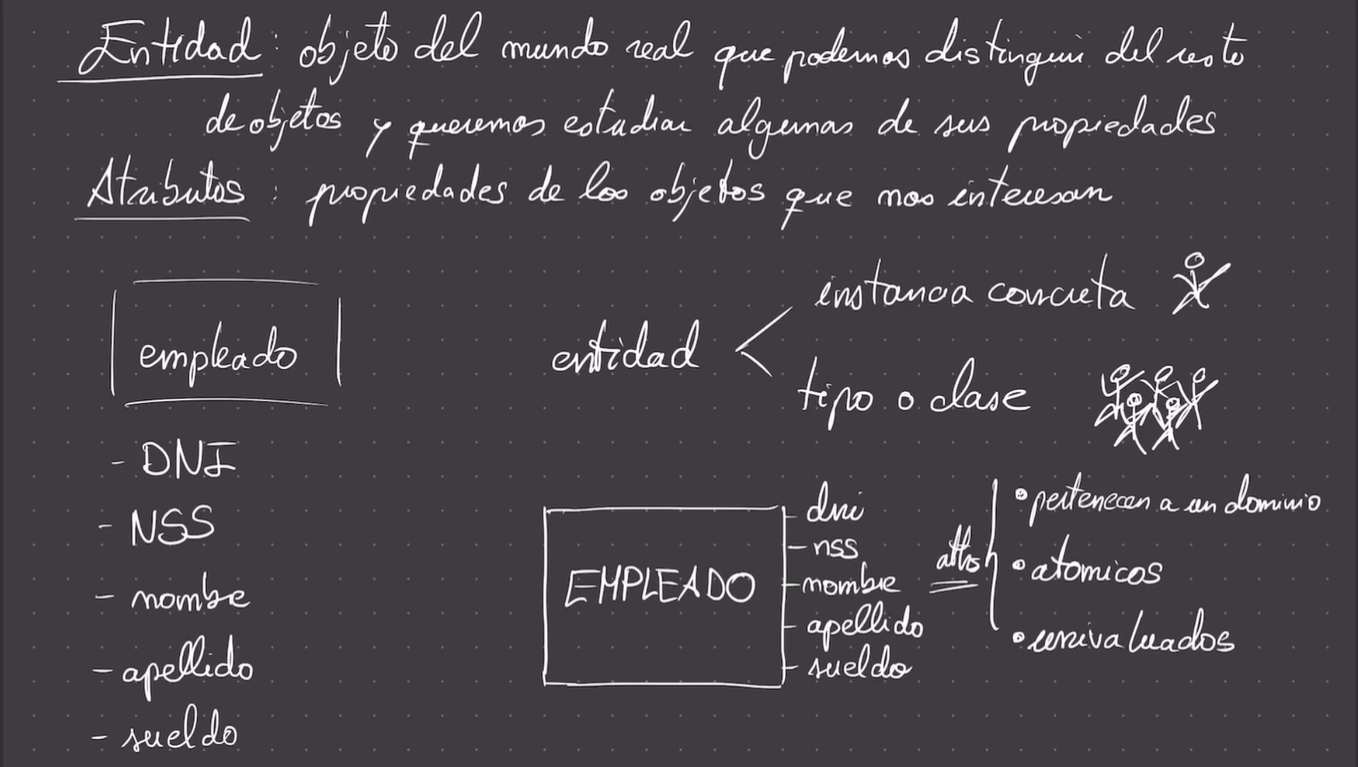 Entidad: objeto del mundo real que podemos distinguir del resto
de objetos y queremos estudiar algunas de sus propiedades
Atributos: propiedades de los objetos que nos interesan
empleado
- DNI
- NSS
- nombre
- apellido
- sueldo
entidad
instancia concreta
tipo o clase
EMPLEADO
- dni
- nss
- nombre
- apellido
- sueldo
attos
• pertenecen a un dominio
• atomicos
• univaluados